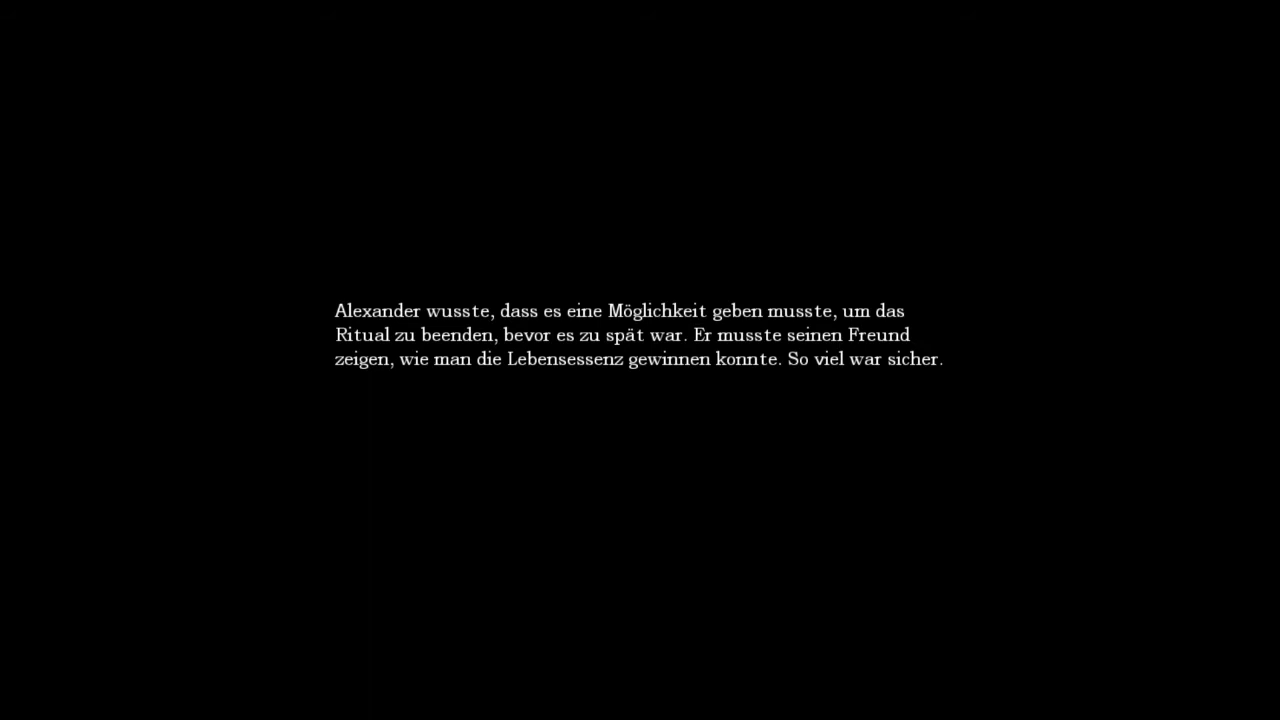 Alexander wusste, dass es eine Möglichkeit geben musste, um das
Ritual zu beenden, bevor es zu spät war. Er musste seinen Freund
zeigen, wie man die Lebensessenz gewinnen konnte. So viel war sicher.